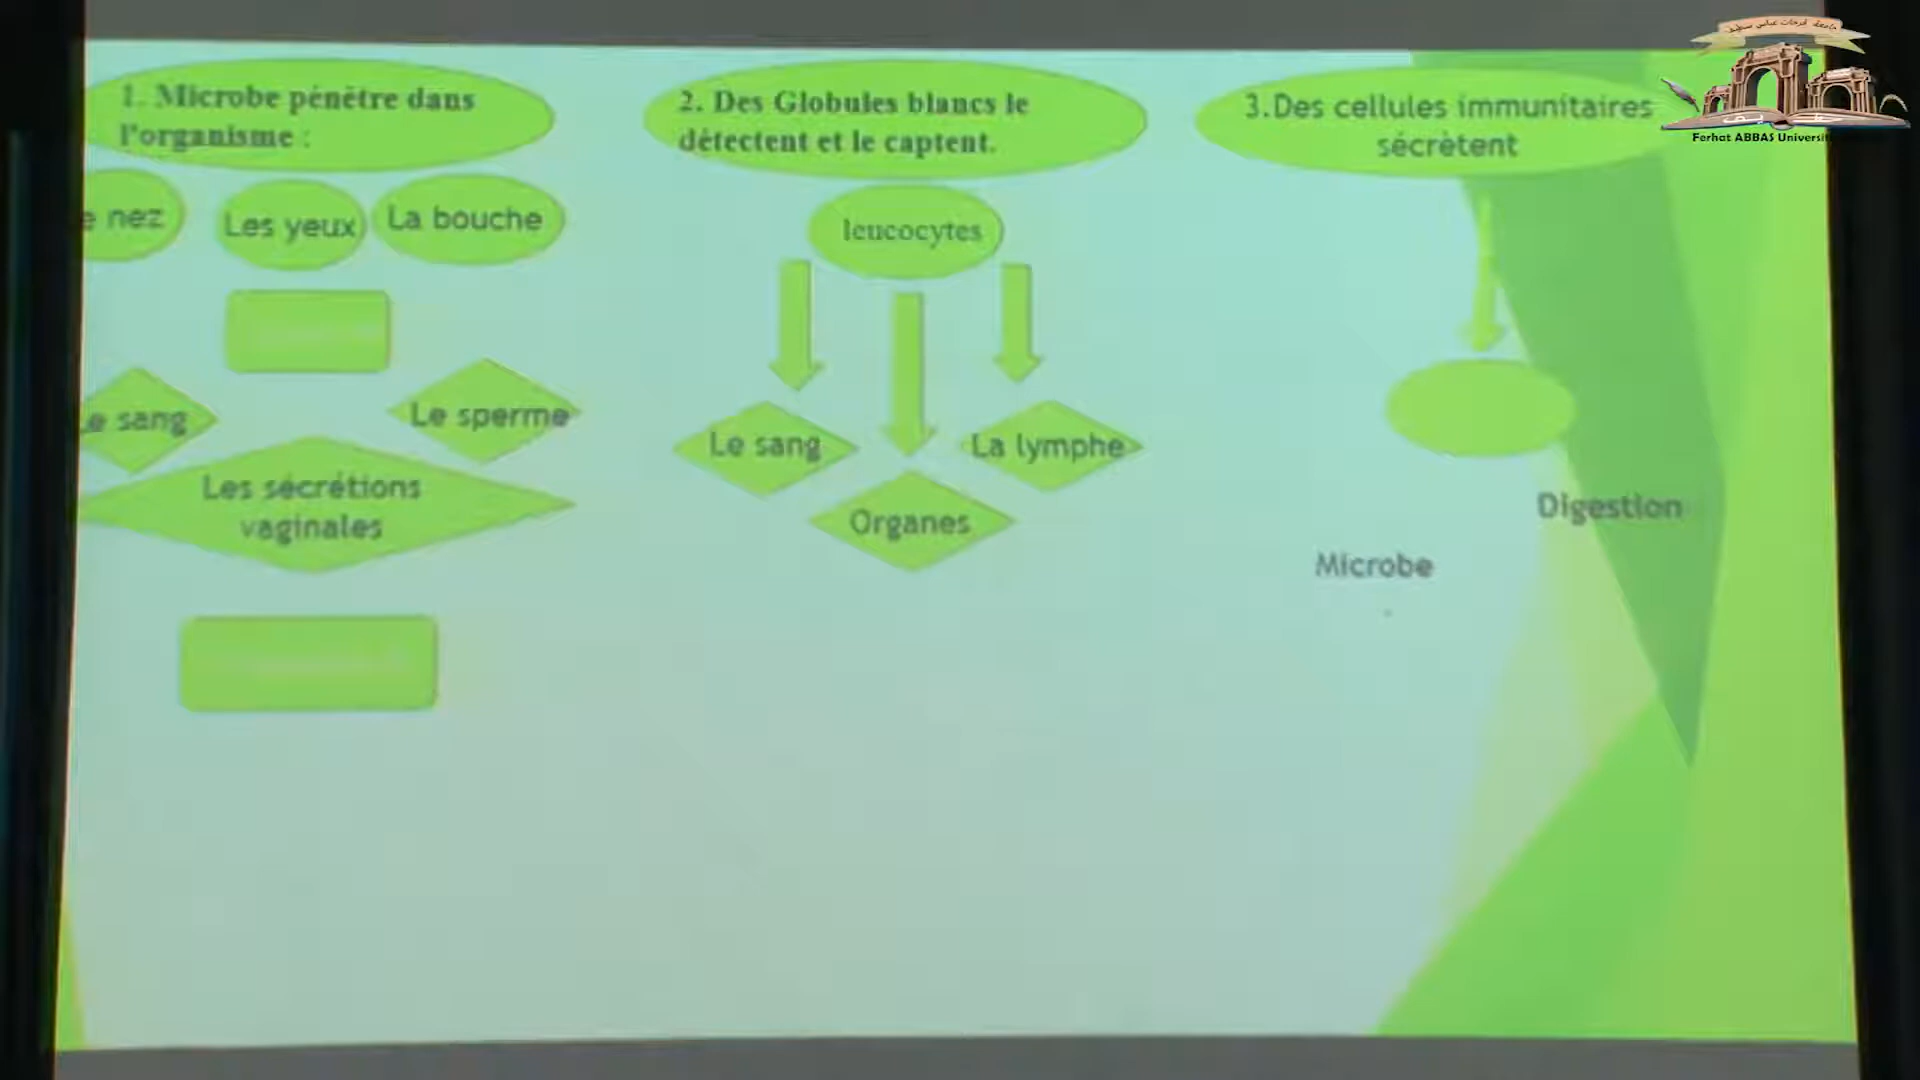 1. Microbe pénètre dans
l'organisme :
2. Des Globules blancs le
détectent et le captent.
3.Des cellules immunitaires
sécrètent
e nez
Les yeux
La bouche
leucocytes
e sang
Le sperme
Les sécrétions
vaginales
Le sang
La lymphe
Organes
Digestion
Microbe
Ferhat ABBAS Universit